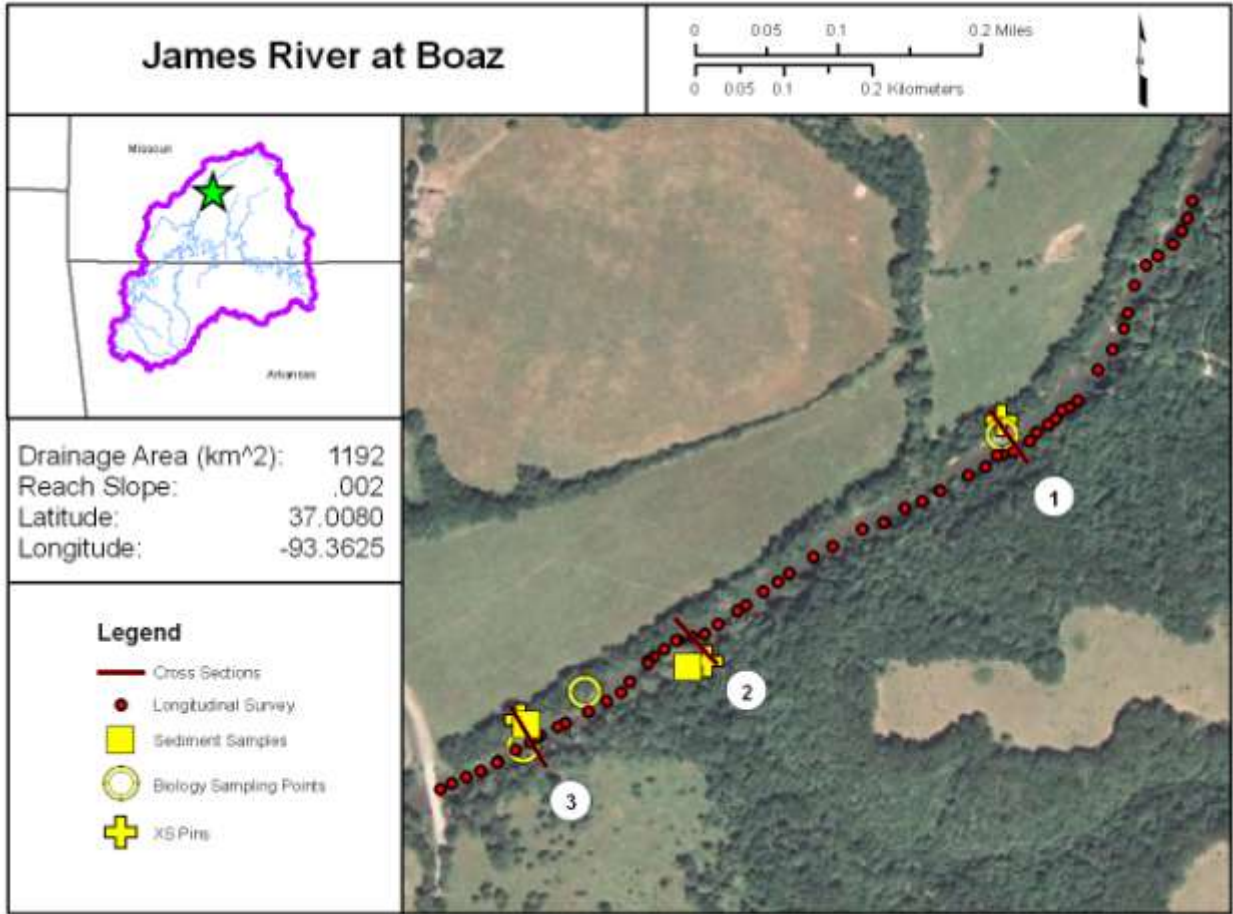 James River at Boaz
0 0.05 0.1 0.2 Miles
0 0.05 0.1 0.2 Kilometers
N
Missouri
Arkansas
Drainage Area (km^2): 1192
Reach Slope: .002
Latitude: 37.0080
Longitude: -93.3625
Legend
Cross Sections
Longitudinal Survey
Sediment Samples
Biology Sampling Points
XS Pins
1
2
3